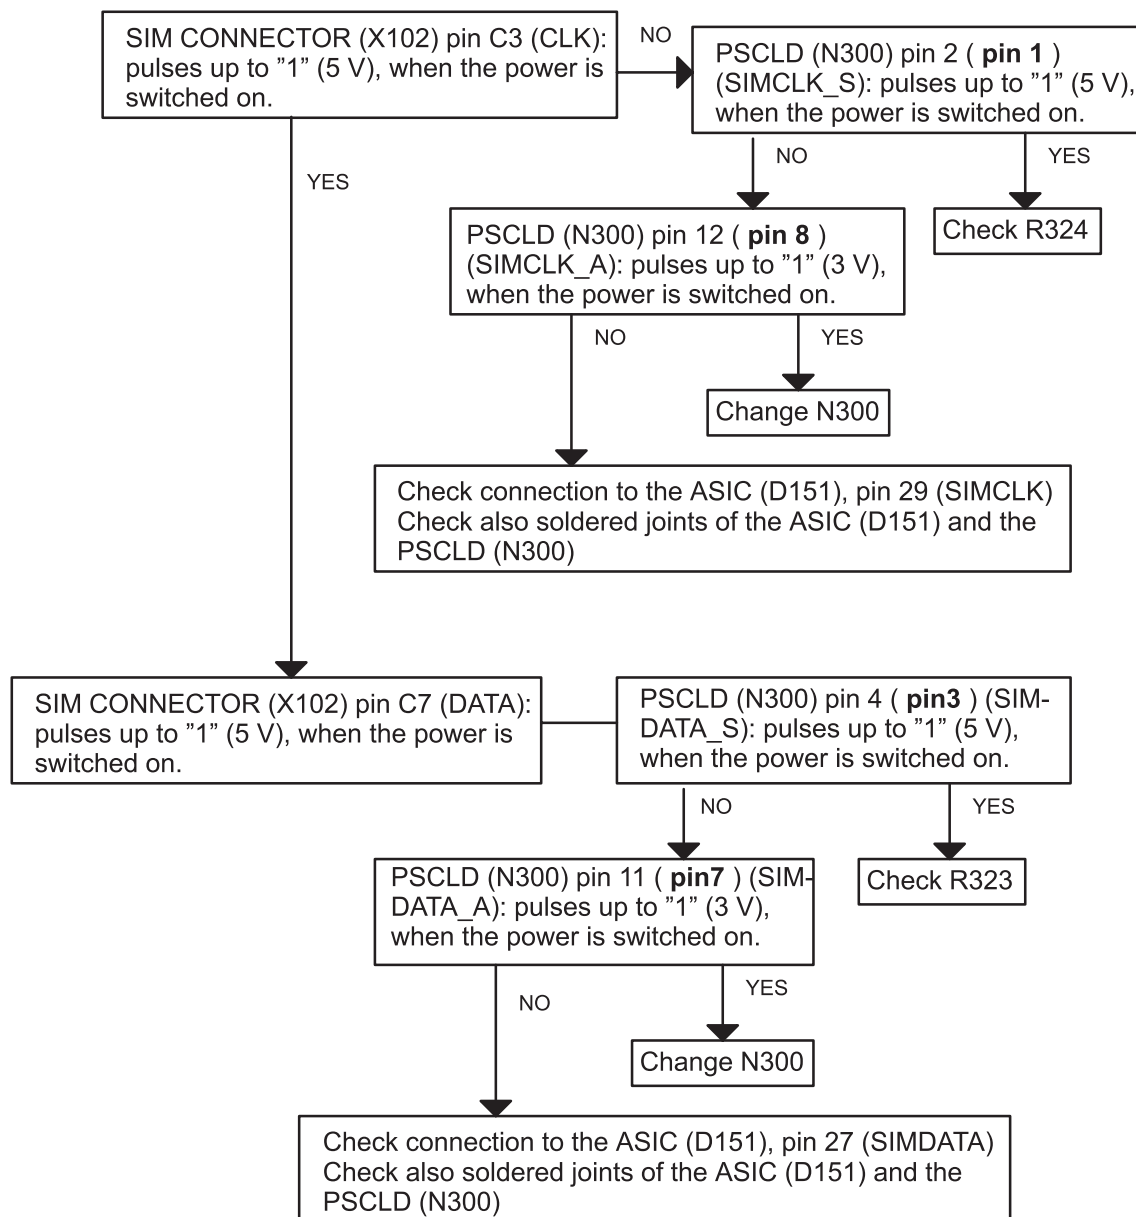 SIM CONNECTOR (X102) pin C3 (CLK):
pulses up to ”1” (5 V), when the power is
switched on.
NO
PSCLD (N300) pin 2 ( pin 1 )
(SIMCLK_S): pulses up to ”1” (5 V),
when the power is switched on.
YES
NO
YES
PSCLD (N300) pin 12 ( pin 8 )
(SIMCLK_A): pulses up to ”1” (3 V),
when the power is switched on.
Check R324
NO
YES
Change N300
Check connection to the ASIC (D151), pin 29 (SIMCLK)
Check also soldered joints of the ASIC (D151) and the
PSCLD (N300)
SIM CONNECTOR (X102) pin C7 (DATA):
pulses up to ”1” (5 V), when the power is
switched on.
PSCLD (N300) pin 4 ( pin3 ) (SIM-
DATA_S): pulses up to ”1” (5 V),
when the power is switched on.
NO
YES
PSCLD (N300) pin 11 ( pin7 ) (SIM-
DATA_A): pulses up to ”1” (3 V),
when the power is switched on.
Check R323
NO
YES
Change N300
Check connection to the ASIC (D151), pin 27 (SIMDATA)
Check also soldered joints of the ASIC (D151) and the
PSCLD (N300)